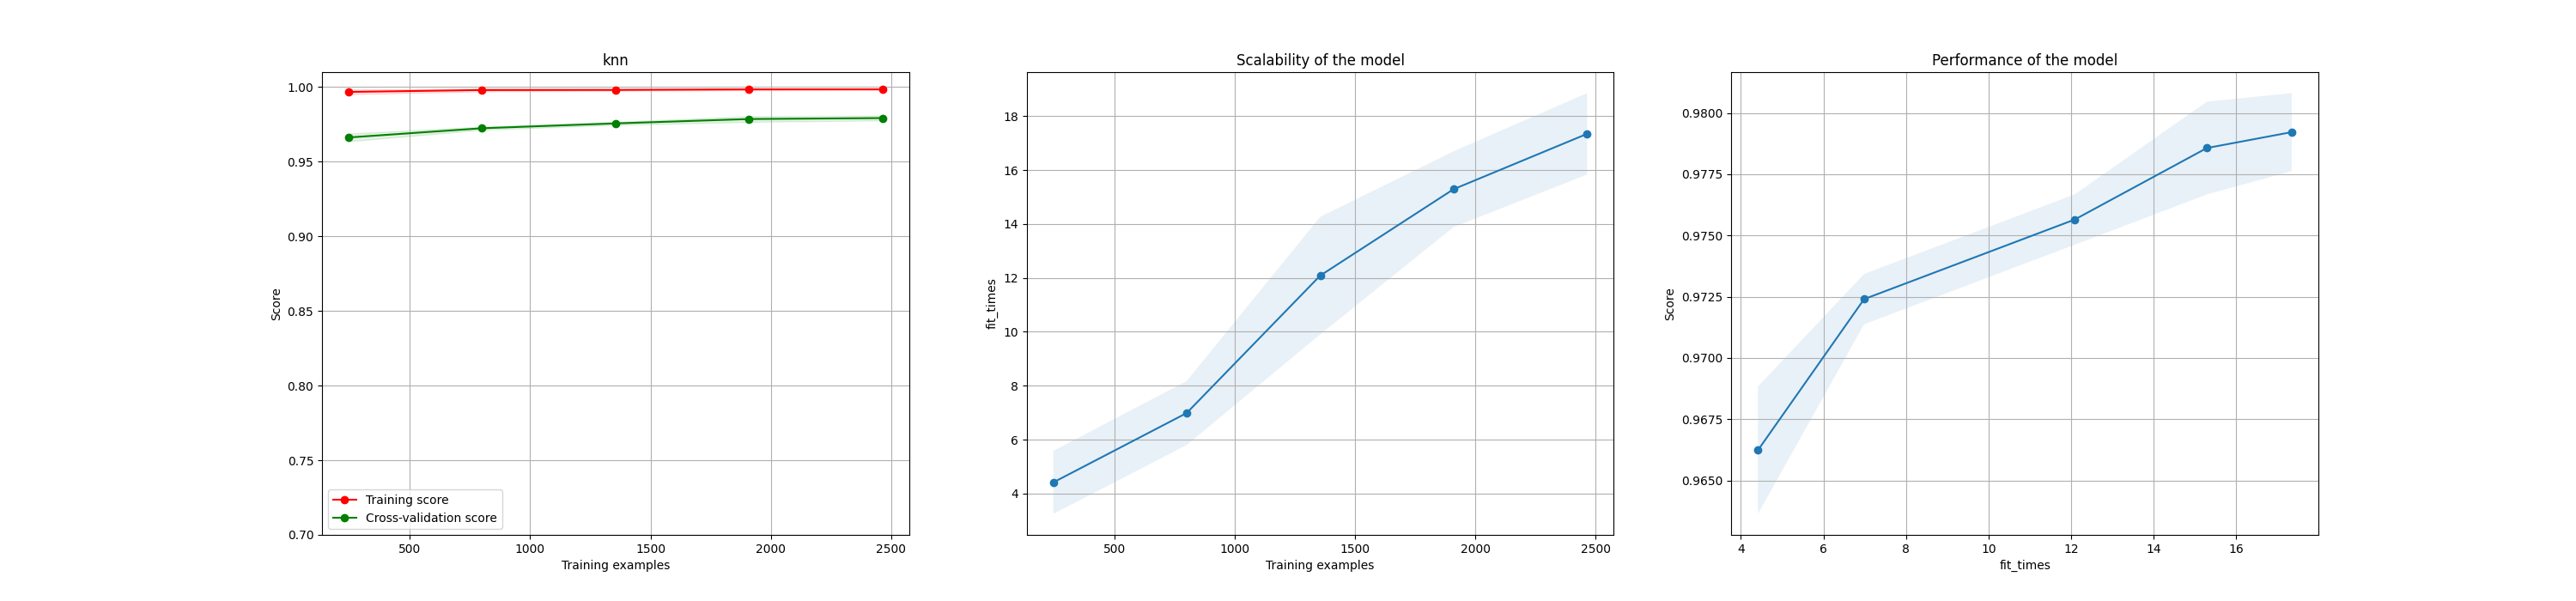 knn
Score
1.00
0.95
0.90
0.85
0.80
0.75
0.70
Training score
Cross-validation score
500 1000 1500 2000 2500
Training examples
Scalability of the model
fit_times
18
16
14
12
10
8
6
4
500 1000 1500 2000 2500
Training examples
Performance of the model
Score
0.9800
0.9775
0.9750
0.9725
0.9700
0.9675
0.9650
4 6 8 10 12 14 16
fit_times